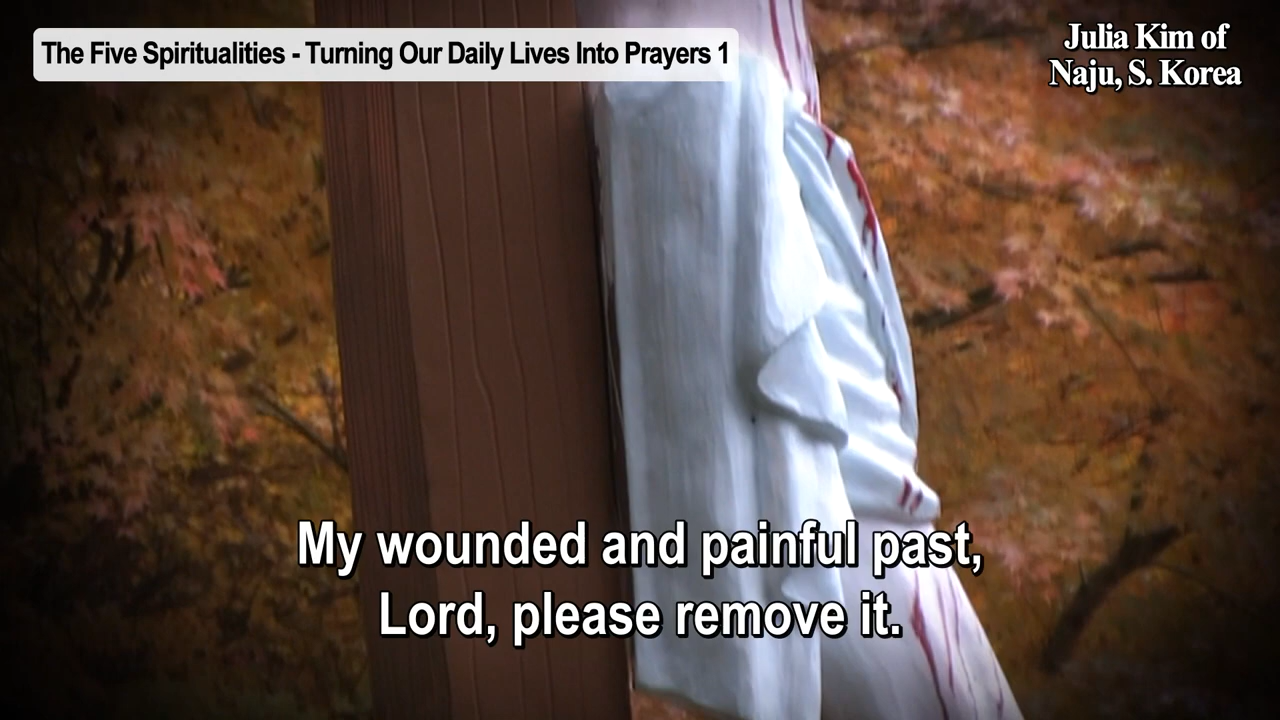 The Five Spiritualities - Turning Our Daily Lives Into Prayers 1
Julia Kim of
Naju, S. Korea
My wounded and painful past,
Lord, please remove it.